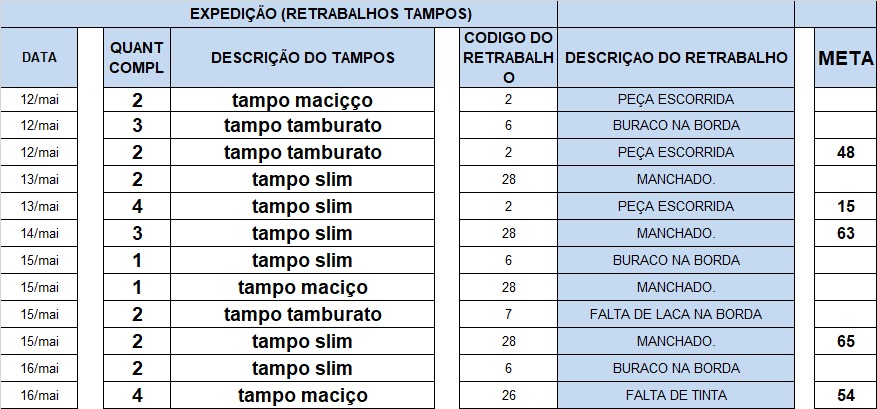 EXPEDIÇÃO (RETRABALHOS TAMPOS)
DATA QUANT COMPL DESCRIÇÃO DO TAMPOS CODIGO DO RETRABALHO DESCRIÇAO DO RETRABALHO META
12/mai 2 tampo maciçço 2 PEÇA ESCORRIDA
12/mai 3 tampo tamburato 6 BURACO NA BORDA
12/mai 2 tampo tamburato 2 PEÇA ESCORRIDA 48
13/mai 2 tampo slim 28 MANCHADO.
13/mai 4 tampo slim 2 PEÇA ESCORRIDA 15
14/mai 3 tampo slim 28 MANCHADO. 63
15/mai 1 tampo slim 6 BURACO NA BORDA
15/mai 1 tampo maciço 28 MANCHADO.
15/mai 2 tampo tamburato 7 FALTA DE LACA NA BORDA
15/mai 2 tampo slim 28 MANCHADO. 65
16/mai 2 tampo slim 6 BURACO NA BORDA
16/mai 4 tampo maciço 26 FALTA DE TINTA 54